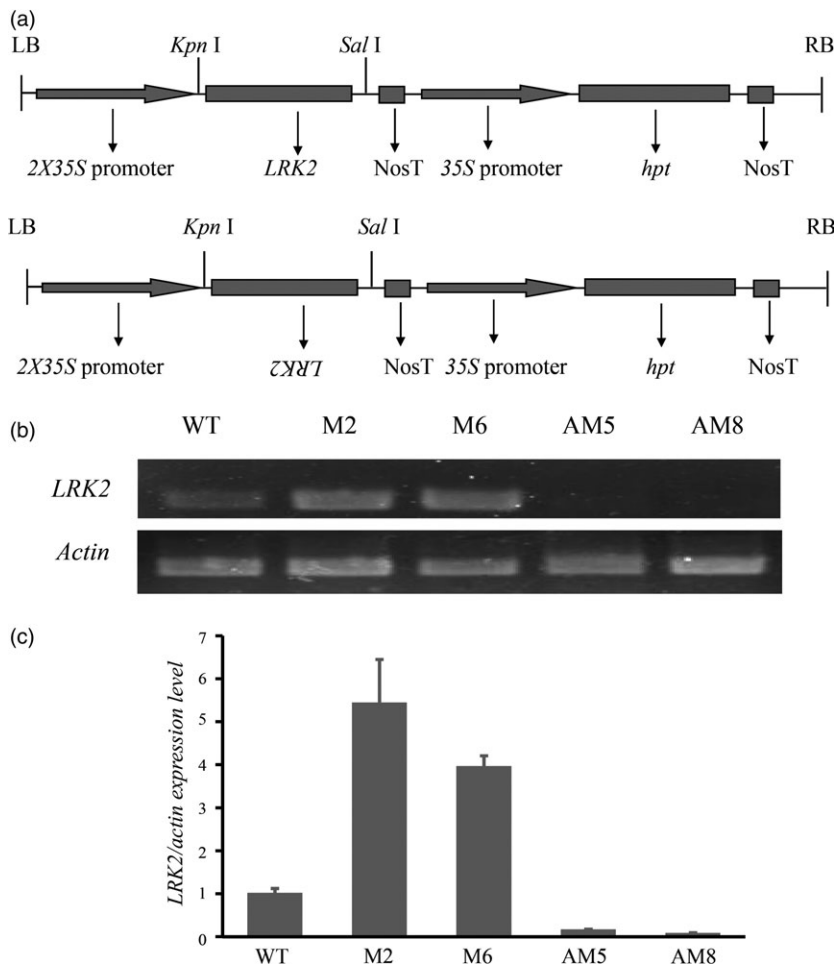 (a)
LB Kpn I Sal I RB
2X35S promoter LRK2 NosT 35S promoter hpt NosT
LB Kpn I Sal I RB
2X35S promoter LRK2 NosT 35S promoter hpt NosT
(b)
WT M2 M6 AM5 AM8
LRK2
Actin
(c)
LRK2/actin expression level
7
6
5
4
3
2
1
0
WT M2 M6 AM5 AM8